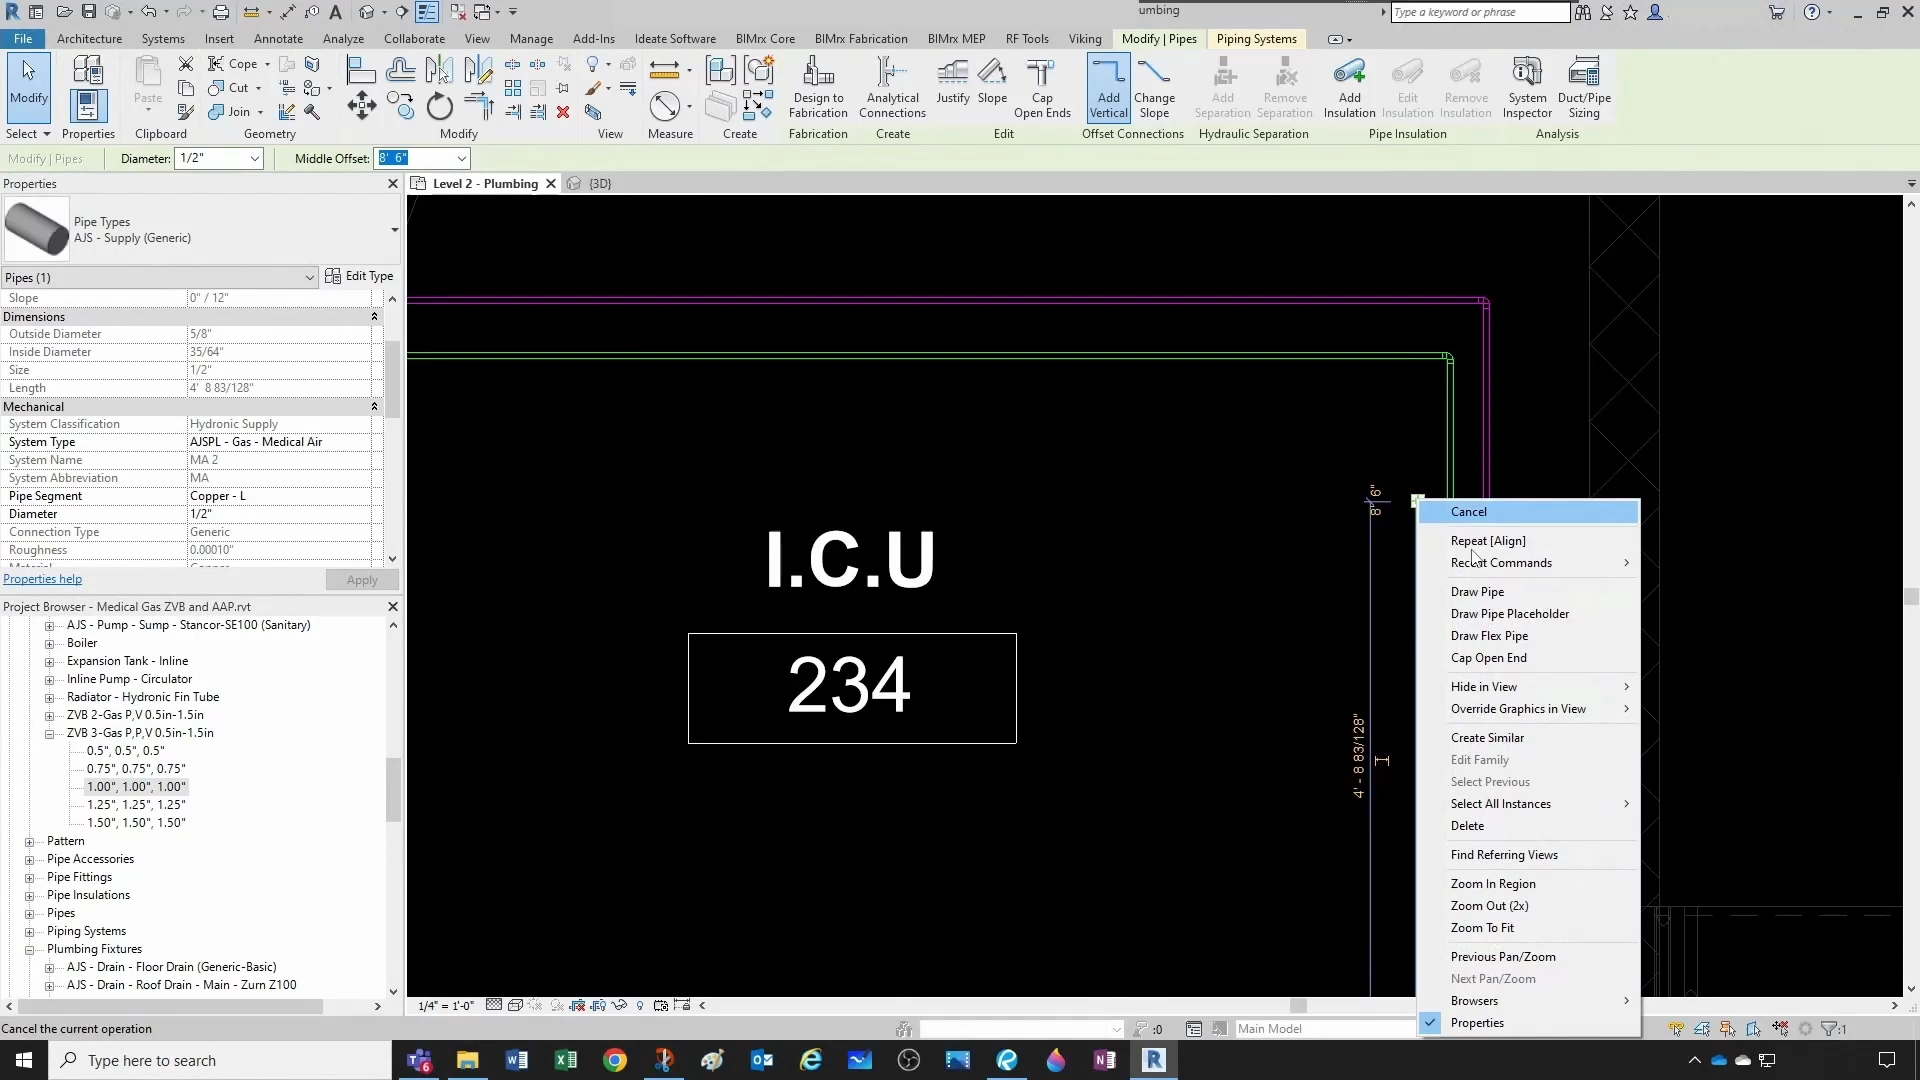 umbing
Type a keyword or phrase
File Architecture Systems Insert Annotate Analyze Collaborate View Manage Add-Ins Ideate Software BIMrx Core BIMrx Fabrication BIMrx MEP RF Tools Viking Modify | Pipes Piping Systems
Modify
Paste
Cope
Cut
Join
Design to Fabrication
Analytical Connections
Justify
Slope
Cap Open Ends
Add Vertical
Change Slope
Add Separation
Remove Separation
Add Insulation
Edit Insulation
Remove Insulation
System Inspector
Duct/Pipe Sizing
Select Properties Clipboard Geometry Modify View Measure Create Fabrication Create Edit Offset Connections Hydraulic Separation Pipe Insulation Analysis
Modify | Pipes Diameter: 1/2" Middle Offset: 8' 6"
Properties
Level 2 - Plumbing
{3D}
Pipe Types
AJS - Supply (Generic)
Pipes (1)
Edit Type
Slope 0" / 12"
Dimensions
Outside Diameter 5/8"
Inside Diameter 35/64"
Size 1/2"
Length 4' 8 83/128"
Mechanical
System Classification Hydronic Supply
System Type AJSPL - Gas - Medical Air
System Name MA 2
System Abbreviation MA
Pipe Segment Copper - L
Diameter 1/2"
Connection Type Generic
Roughness 0.00010"
Properties help
Apply
Project Browser - Medical Gas ZVB and AAP.rvt
AJS - Pump - Sump - Stancor-SE100 (Sanitary)
Boiler
Expansion Tank - Inline
Inline Pump - Circulator
Radiator - Hydronic Fin Tube
ZVB 2-Gas P,V 0.5in-1.5in
ZVB 3-Gas P,P,V 0.5in-1.5in
0.5", 0.5", 0.5"
0.75", 0.75", 0.75"
1.00", 1.00", 1.00"
1.25", 1.25", 1.25"
1.50", 1.50", 1.50"
Pattern
Pipe Accessories
Pipe Fittings
Pipe Insulations
Pipes
Piping Systems
Plumbing Fixtures
AJS - Drain - Floor Drain (Generic-Basic)
AJS - Drain - Roof Drain - Main - Zurn Z100
I.C.U
234
8' 6"
4' - 8 83/128"
Cancel
Repeat [Align]
Recent Commands
Draw Pipe
Draw Pipe Placeholder
Draw Flex Pipe
Cap Open End
Hide in View
Override Graphics in View
Create Similar
Edit Family
Select Previous
Select All Instances
Delete
Find Referring Views
Zoom In Region
Zoom Out (2x)
Zoom To Fit
Previous Pan/Zoom
Next Pan/Zoom
Browsers
Properties
1/4" = 1'-0"
Cancel the current operation
:0
Main Model
:1
Type here to search
6